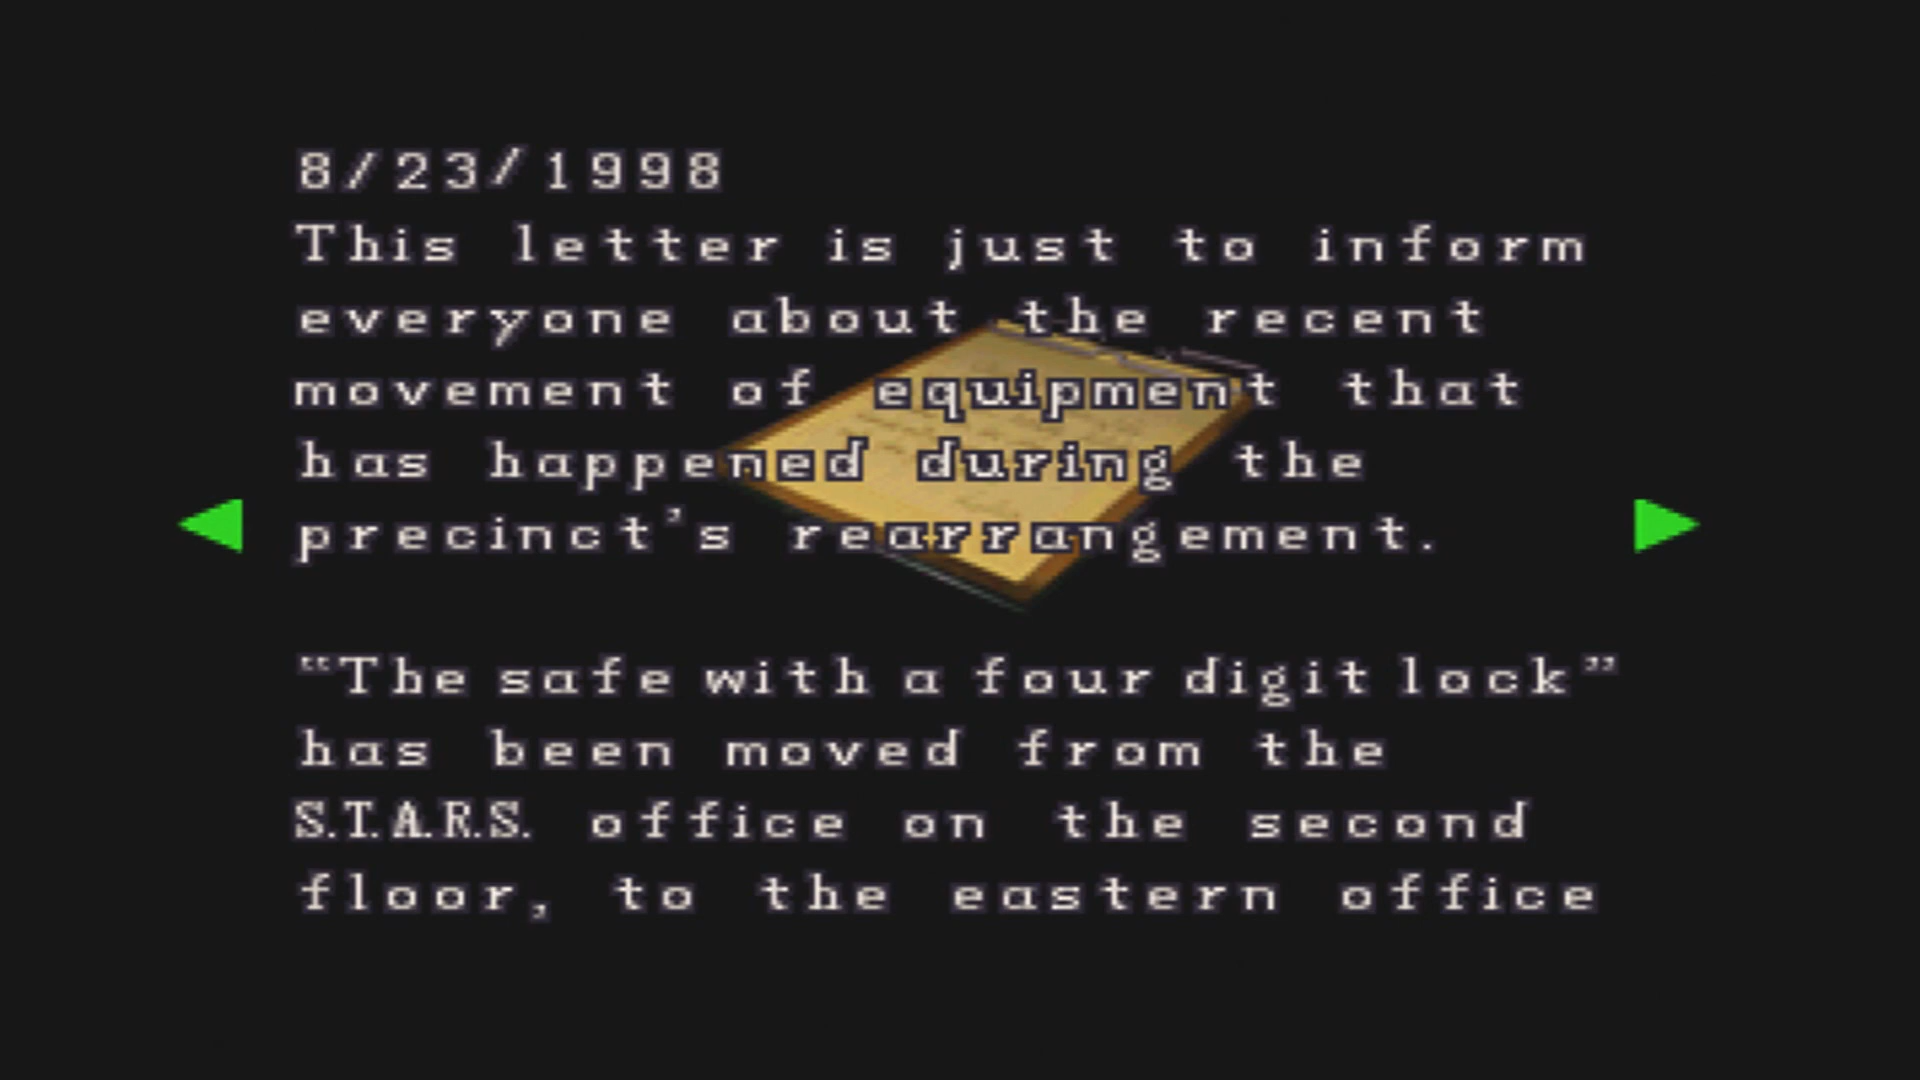 8/23/1998
This letter is just to inform
everyone about the recent
movement of equipment that
has happened during the
precinct's rearrangement.
“The safe with a four digit lock”
has been moved from the
S.T.A.R.S. office on the second
floor, to the eastern office